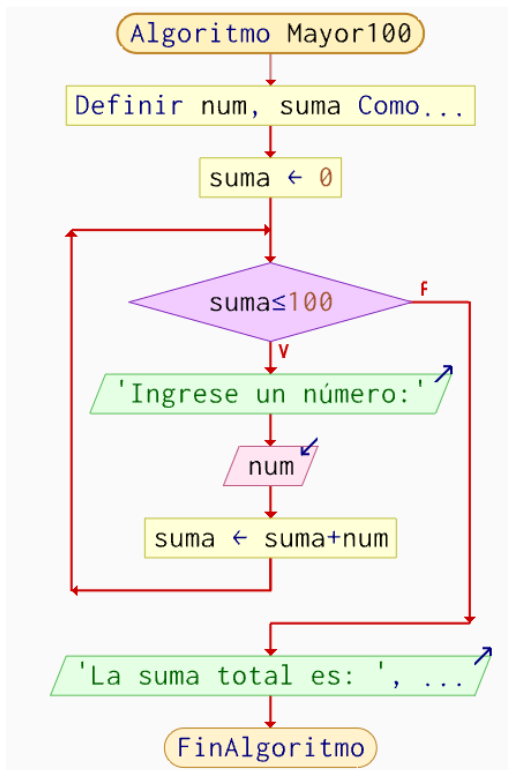 Algoritmo Mayor100
Definir num, suma Como...
suma ← 0
suma≤100
F
V
'Ingrese un número:'
num
suma ← suma+num
'La suma total es: ', ...
FinAlgoritmo